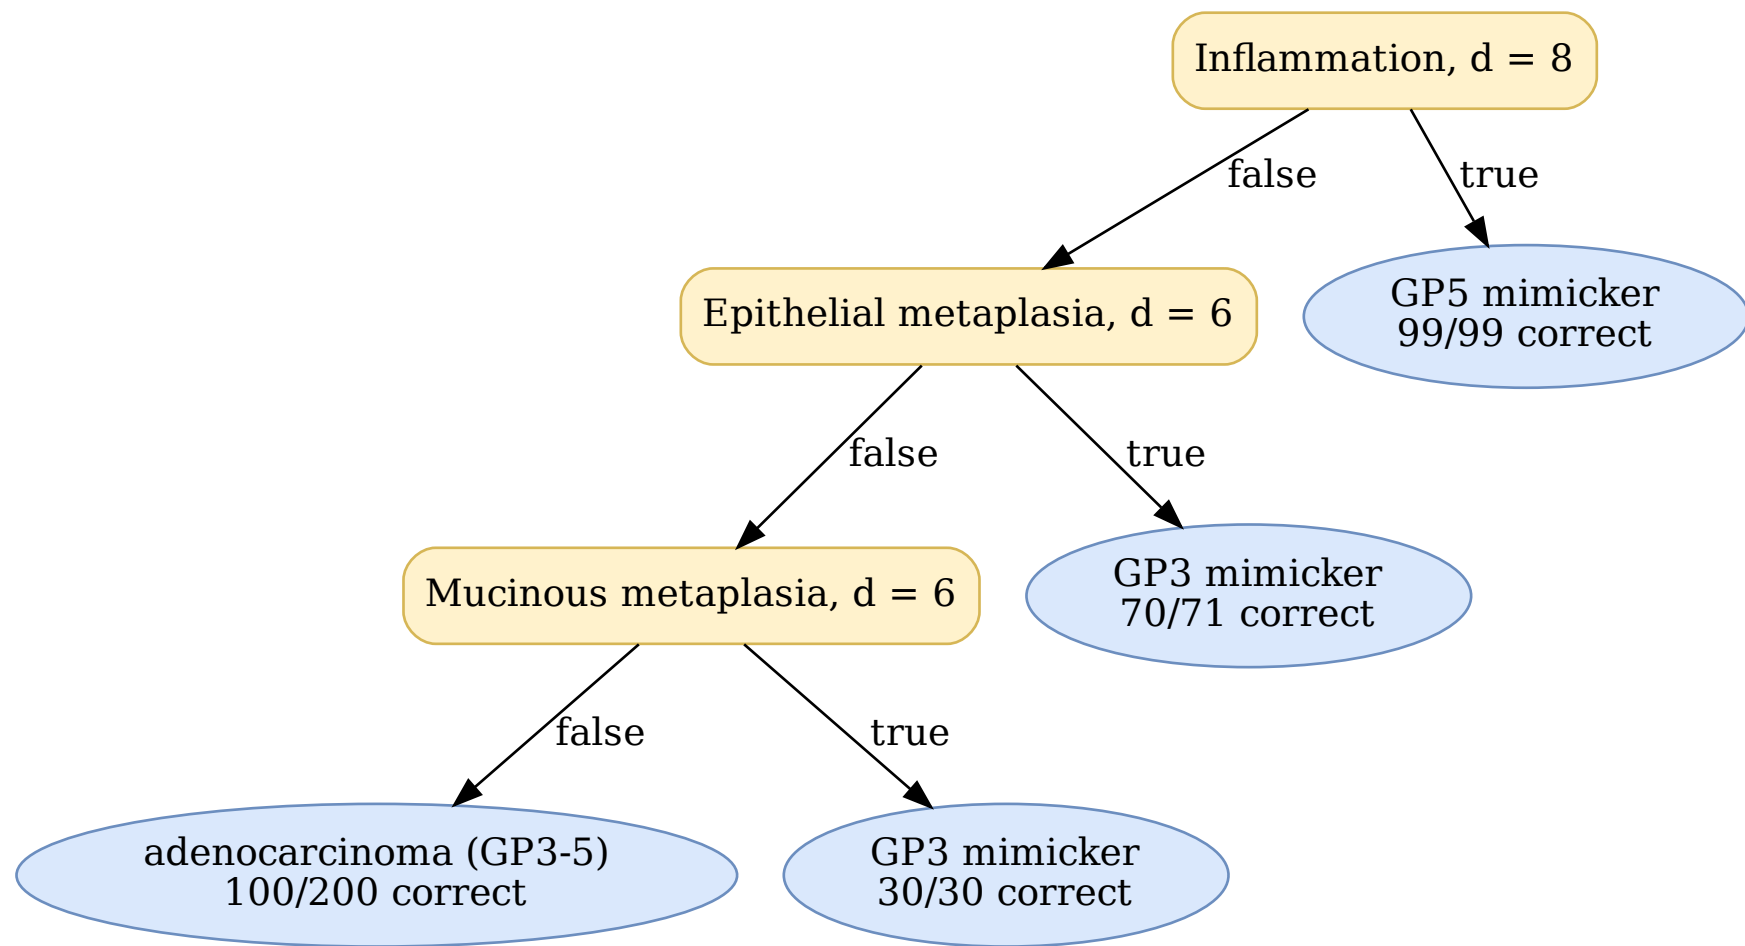 Inflammation, d = 8
false
true
Epithelial metaplasia, d = 6
GP5 mimicker
99/99 correct
false
true
Mucinous metaplasia, d = 6
GP3 mimicker
70/71 correct
false
true
adenocarcinoma (GP3-5)
100/200 correct
GP3 mimicker
30/30 correct